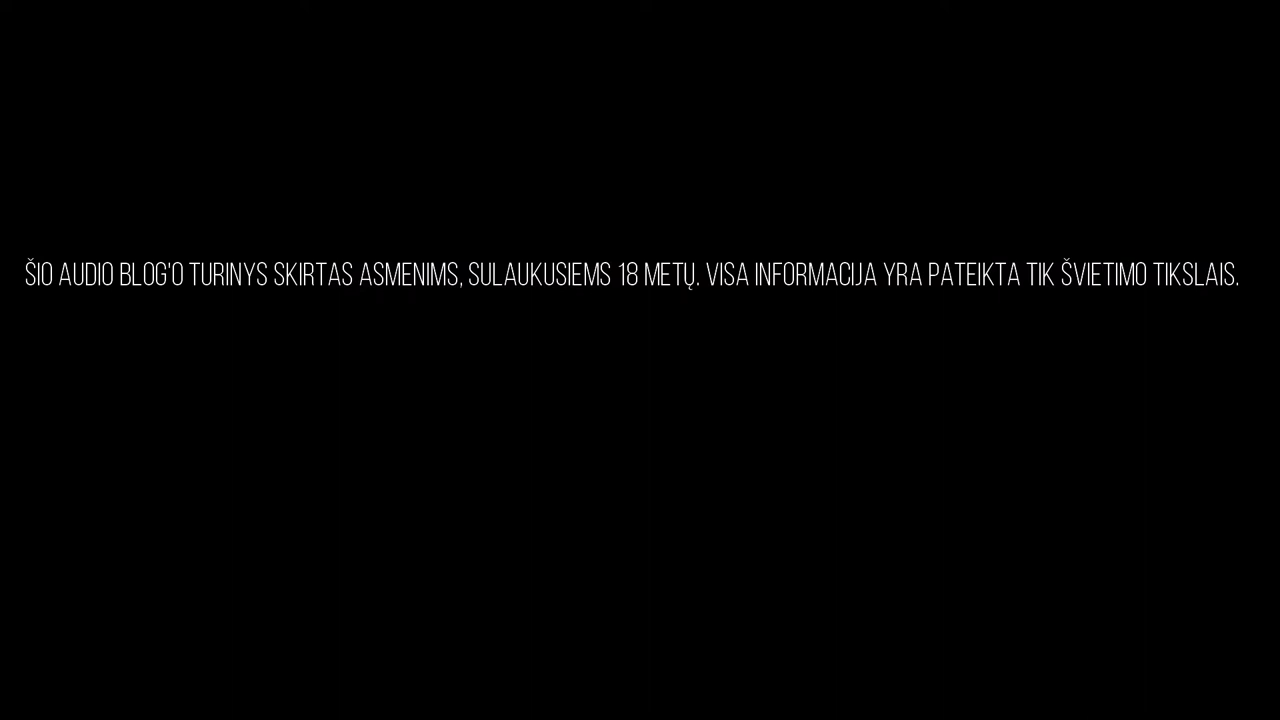 ŠIO AUDIO BLOG'O TURINYS SKIRTAS ASMENIMS, SULAUKUSIEMS 18 METŲ. VISA INFORMACIJA YRA PATEIKTA TIK ŠVIETIMO TIKSLAIS.